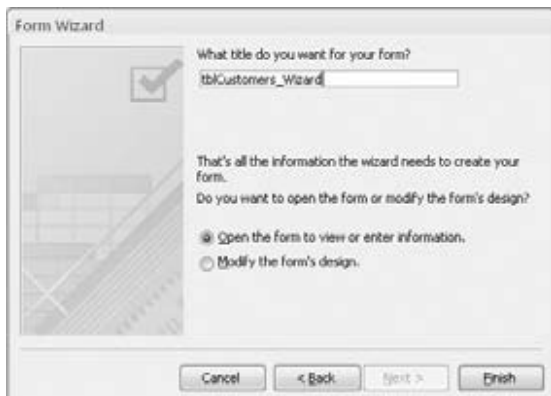 Form Wizard
What title do you want for your form?
tblCustomers_Wizard
That's all the information the wizard needs to create your
form.
Do you want to open the form or modify the form's design?
Open the form to view or enter information.
Modify the form's design.
Cancel
< Back
Next >
Finish